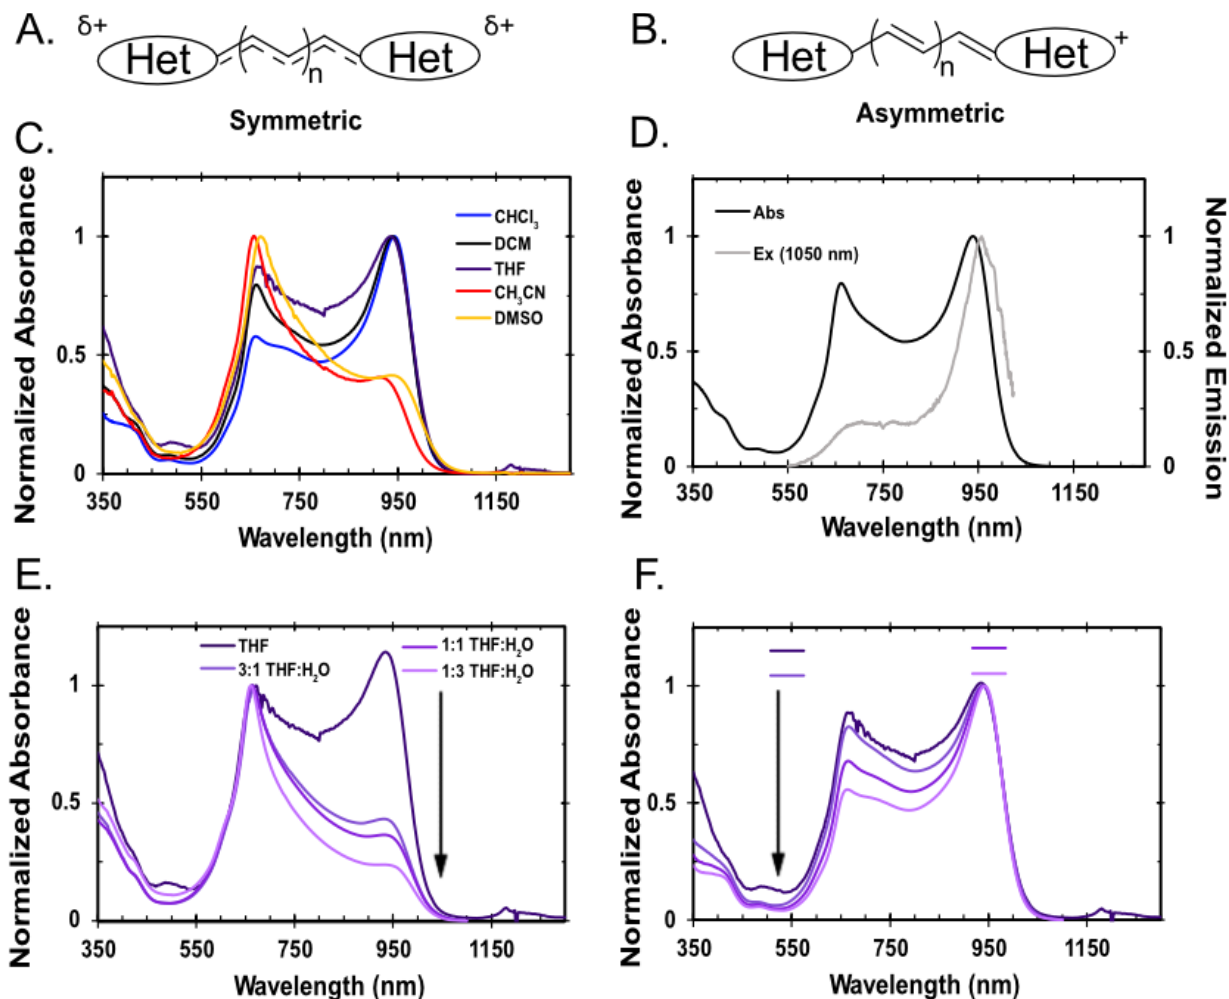 A.
δ+
Het
n
Het
δ+
Symmetric
B.
Het
n
Het
+
Asymmetric
C.
Normalized Absorbance
1
0.5
0
CHCl3
DCM
THF
CH3CN
DMSO
350
550
750
950
1150
Wavelength (nm)
D.
Normalized Absorbance
1
0.5
0
Abs
Ex (1050 nm)
1
0.5
0
Normalized Emission
350
550
750
950
1150
Wavelength (nm)
E.
Normalized Absorbance
1
0.5
0
THF
3:1 THF:H2O
1:1 THF:H2O
1:3 THF:H2O
350
550
750
950
1150
Wavelength (nm)
F.
Normalized Absorbance
1
0.5
0
350
550
750
950
1150
Wavelength (nm)